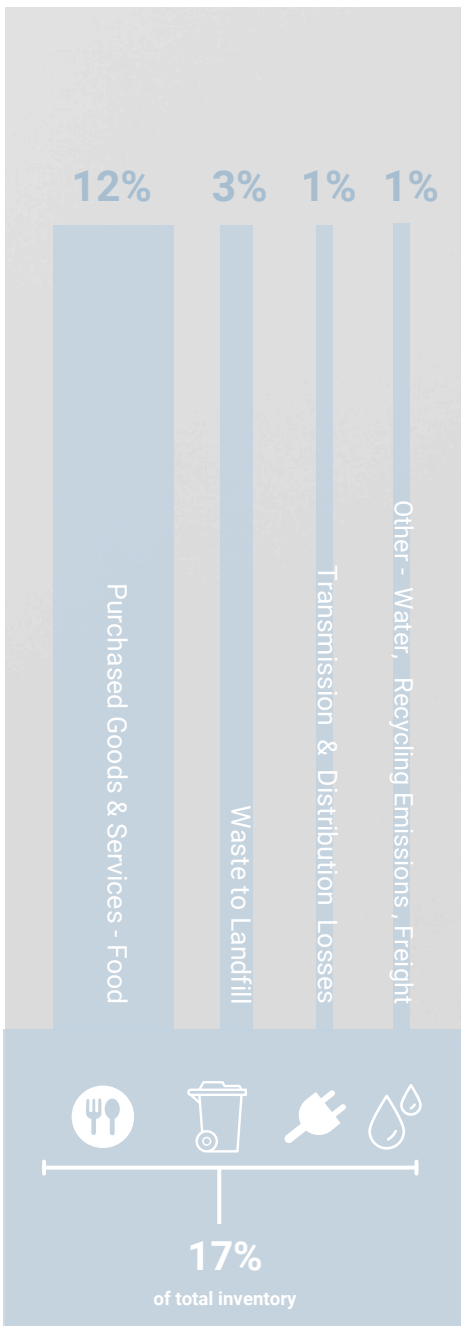 12%
3%
1%
1%
Purchased Goods & Services - Food
Waste to Landfill
Transmission & Distribution Losses
Other - Water, Recycling Emissions , Freight
17%
of total inventory